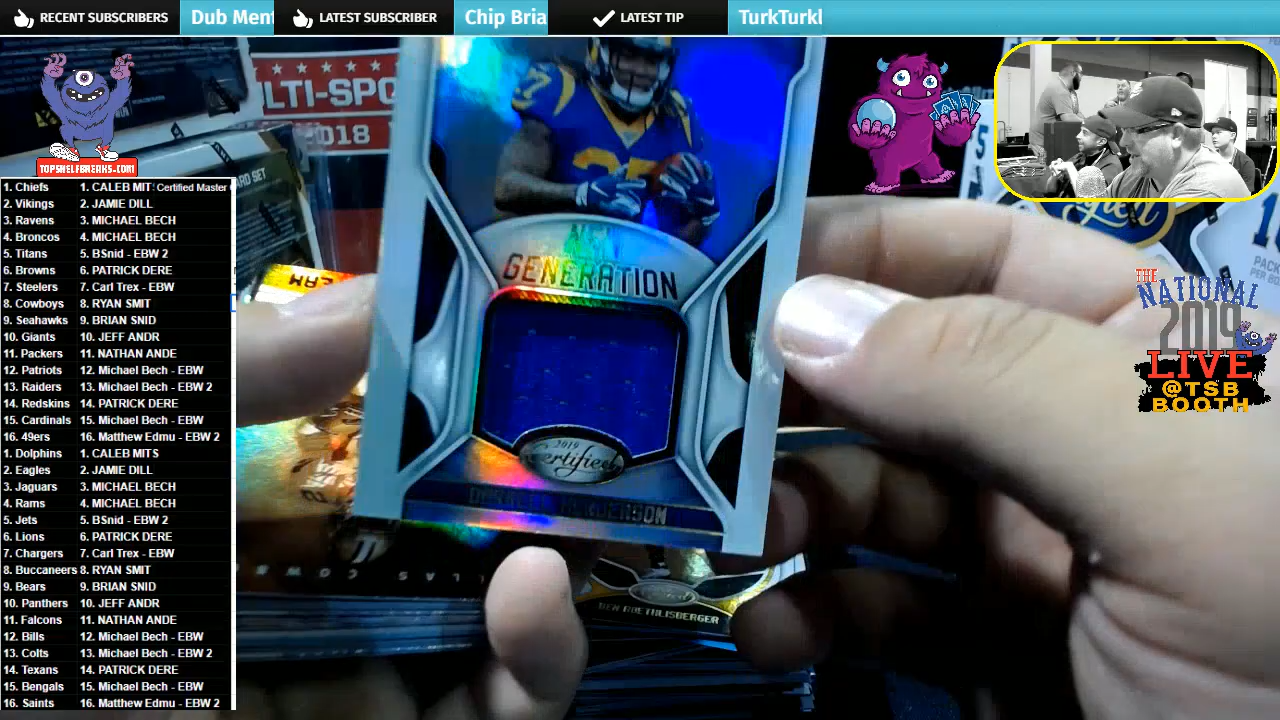 RECENT SUBSCRIBERS
Dub Ment
LATEST SUBSCRIBER
Chip Bria
LATEST TIP
TurkTurkl
LTI-SPO
2018
CARD SET
TOPSHELFBREAKS.COM
1. Chiefs 1. CALEB MIT: Certified Master
2. Vikings 2. JAMIE DILL
3. Ravens 3. MICHAEL BECH
4. Broncos 4. MICHAEL BECH
5. Titans 5. BSnid - EBW 2
6. Browns 6. PATRICK DERE
7. Steelers 7. Carl Trex - EBW
8. Cowboys 8. RYAN SMIT
9. Seahawks 9. BRIAN SNID
10. Giants 10. JEFF ANDR
11. Packers 11. NATHAN ANDE
12. Patriots 12. Michael Bech - EBW
13. Raiders 13. Michael Bech - EBW 2
14. Redskins 14. PATRICK DERE
15. Cardinals 15. Michael Bech - EBW
16. 49ers 16. Matthew Edmu - EBW 2
1. Dolphins 1. CALEB MITS
2. Eagles 2. JAMIE DILL
3. Jaguars 3. MICHAEL BECH
4. Rams 4. MICHAEL BECH
5. Jets 5. BSnid - EBW 2
6. Lions 6. PATRICK DERE
7. Chargers 7. Carl Trex - EBW
8. Buccaneers 8. RYAN SMIT
9. Bears 9. BRIAN SNID
10. Panthers 10. JEFF ANDR
11. Falcons 11. NATHAN ANDE
12. Bills 12. Michael Bech - EBW
13. Colts 13. Michael Bech - EBW 2
14. Texans 14. PATRICK DERE
15. Bengals 15. Michael Bech - EBW
16. Saints 16. Matthew Edmu - EBW 2
NEW
GENERATION
2019
Certified
DARRELL HENDERSON
BEN ROETHLISBERGER
THE
NATIONAL
2019
LIVE
@TSB
BOOTH
PACK
PER BO